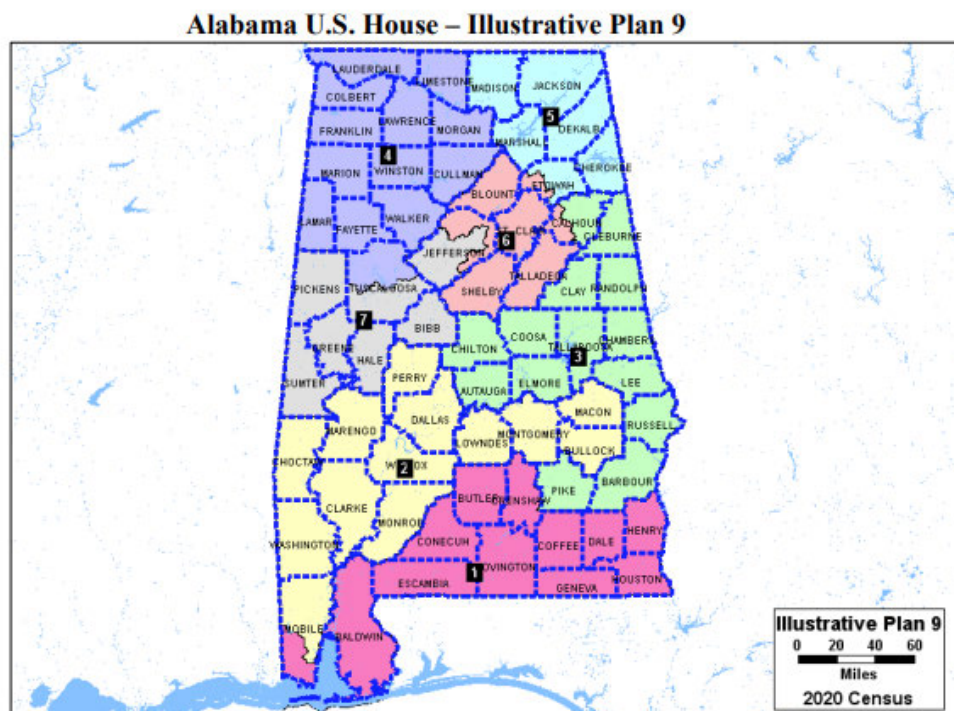 Alabama U.S. House – Illustrative Plan 9
LAUDERDALE
LIMESTONE
MADISON
JACKSON
COLBERT
LAWRENCE
FRANKLIN
MORGAN
5
DEKALB
MARSHAL
4
CHEROKE
MARION
WINSTON
CULLMAN
ETOWAH
BLOUNT
LAMAR
WALKER
CALHOUN
FAYETTE
CLEBURNE
ST. CLAI
6
JEFFERSON
TALLADEGA
PICKENS
TUSCALOOSA
SHELBY
CLAY
RANDOLPH
7
BIBB
COOSA
CHAMBERS
GREENE
CHILTON
TALLAPOOSA
HALE
3
PERRY
ELMORE
LEE
SUMTER
AUTAUGA
MACON
DALLAS
RUSSELL
MARENGO
MONTGOMERY
LOWNDES
BULLOCK
CHOCTAW
2
WILCOX
BARBOUR
PIKE
BUTLER
CRENSHAW
CLARKE
MONROE
HENRY
WASHINGTON
CONECUH
COFFEE
DALE
1
COVINGTON
ESCAMBIA
HOUSTON
GENEVA
MOBILE
BALDWIN
Illustrative Plan 9
0 20 40 60
Miles
2020 Census